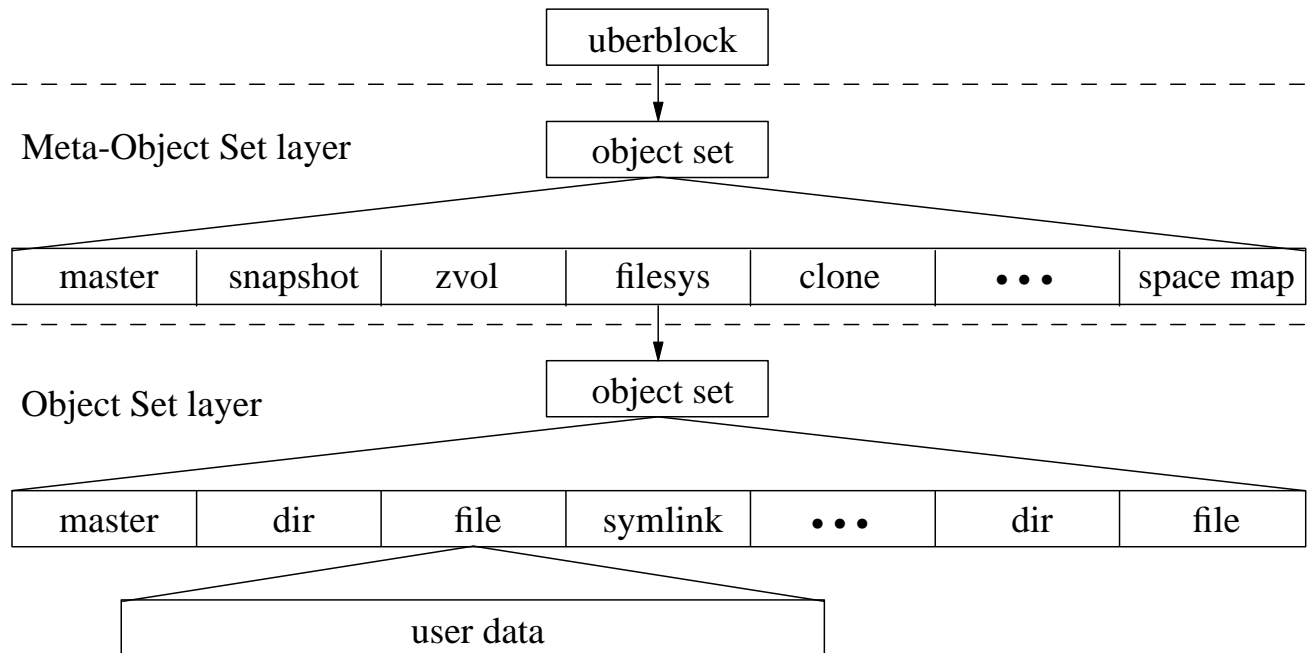 uberblock
Meta-Object Set layer
object set
master snapshot zvol filesys clone ••• space map
object set
Object Set layer
master dir file symlink ••• dir file
user data